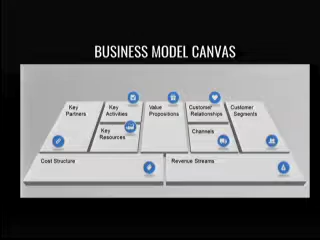 BUSINESS MODEL CANVAS
Key
Partners
Key
Activities
Value
Propositions
Customer
Relationships
Customer
Segments
Key
Resources
Channels
Cost Structure
Revenue Streams